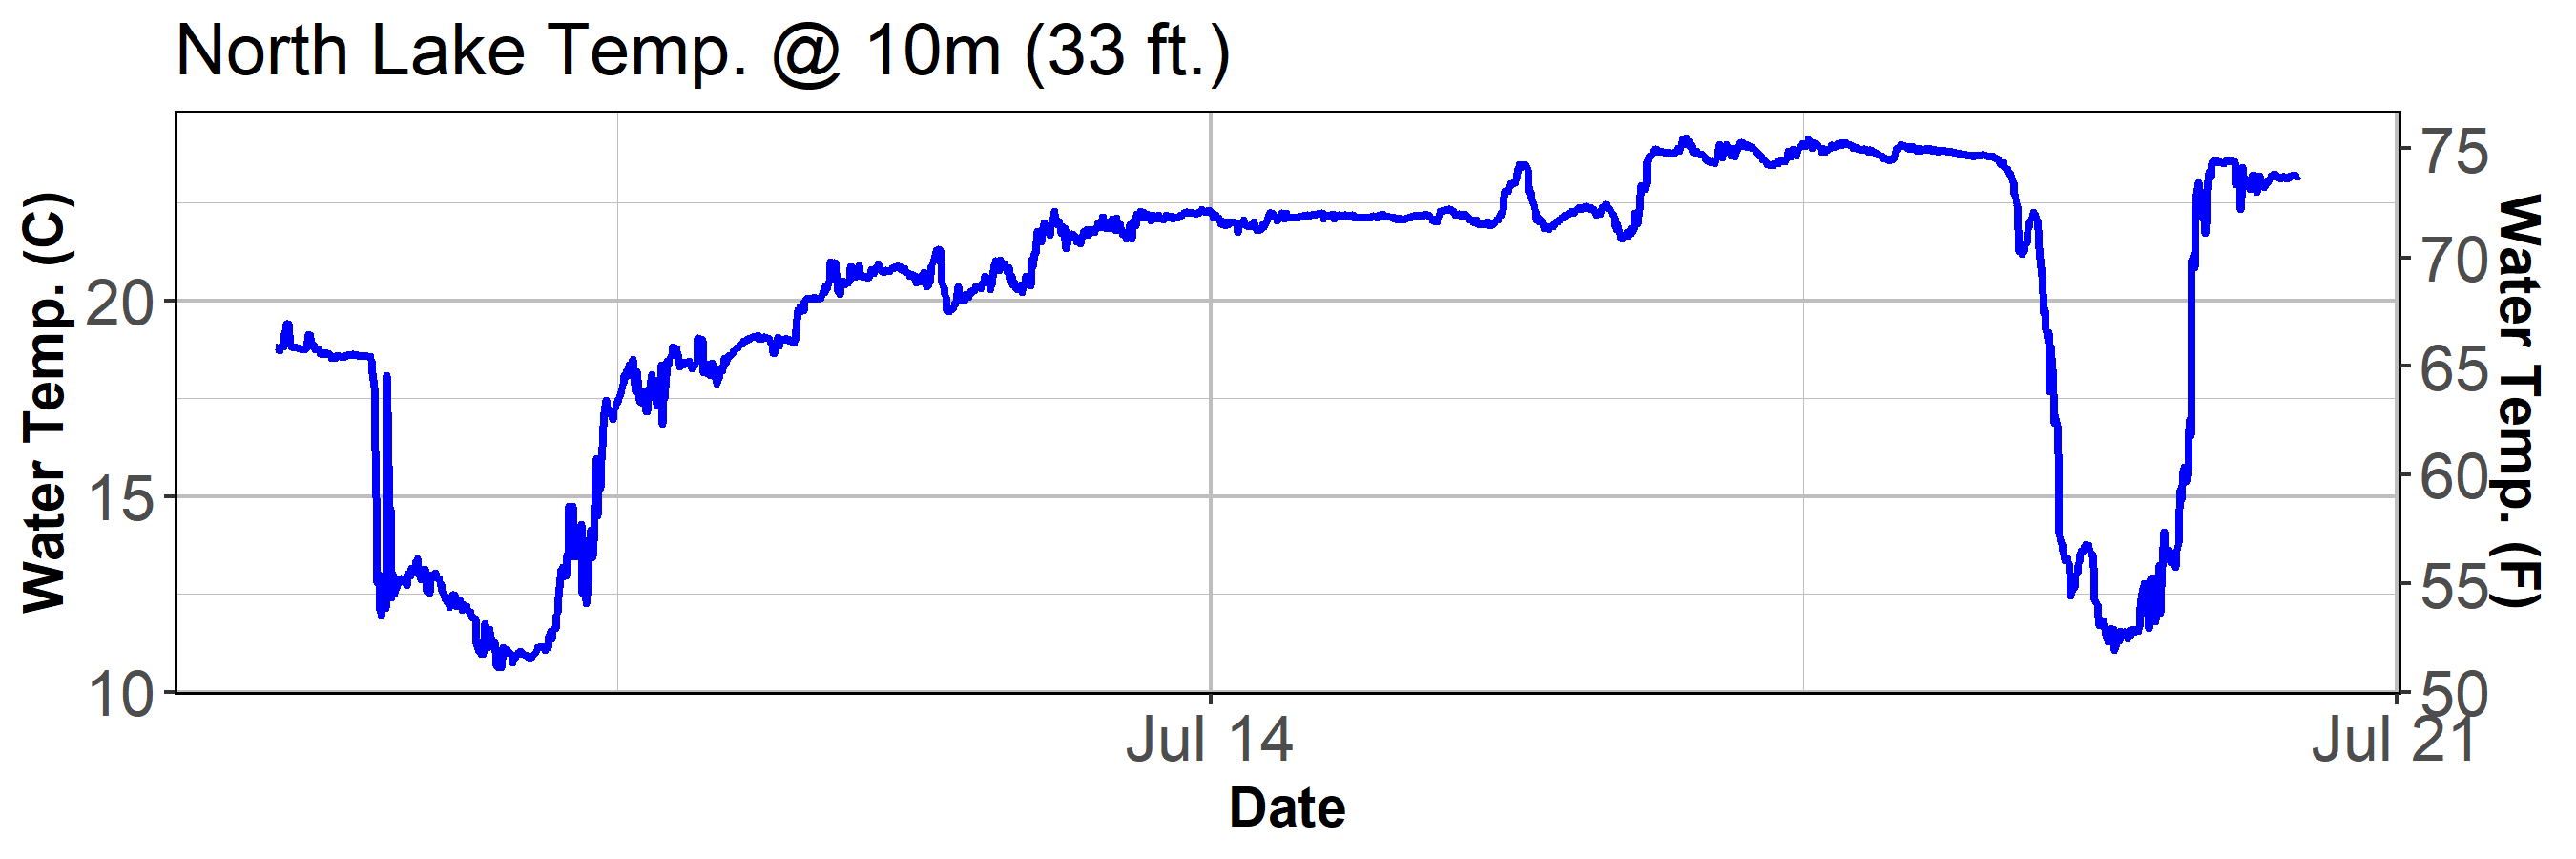 North Lake Temp. @ 10m (33 ft.)
Water Temp. (C)
20
15
10
75
70
65
60
55
50
Water Temp. (F)
Jul 14
Jul 21
Date